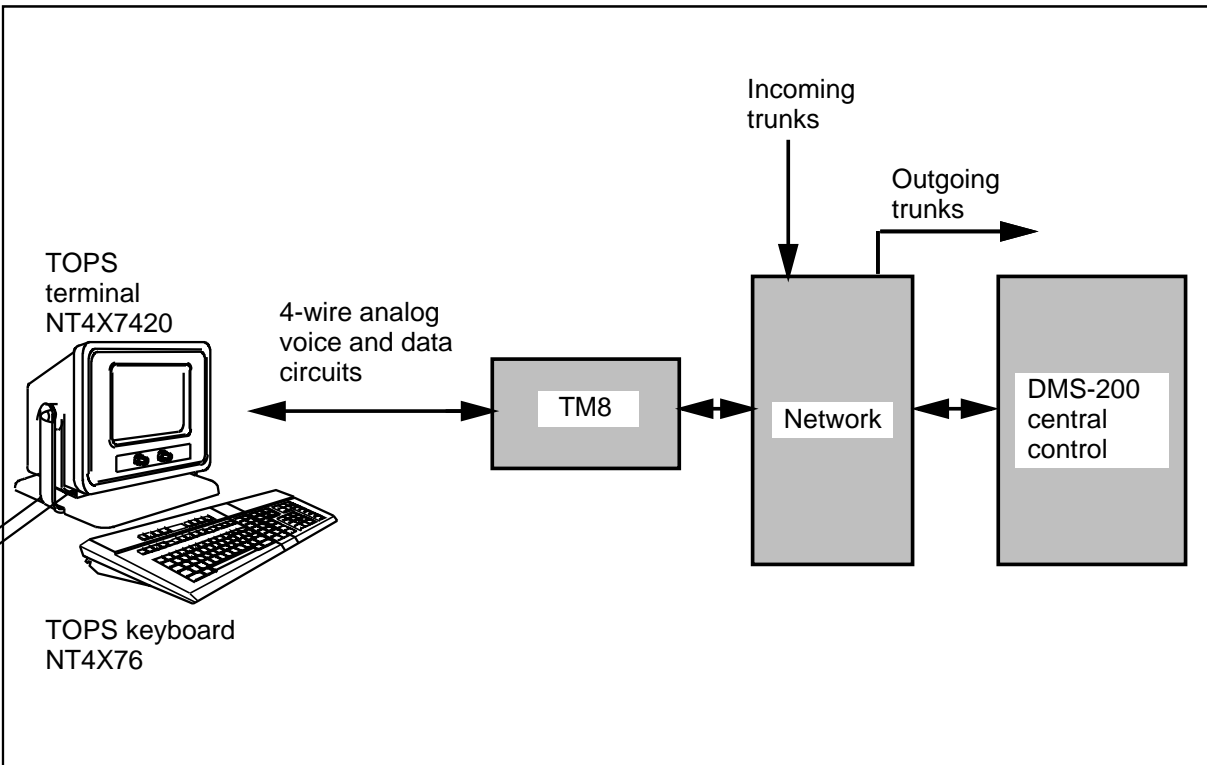 Incoming
trunks
Outgoing
trunks
TOPS
terminal
NT4X7420
4-wire analog
voice and data
circuits
TM8
Network
DMS-200
central
control
TOPS keyboard
NT4X76